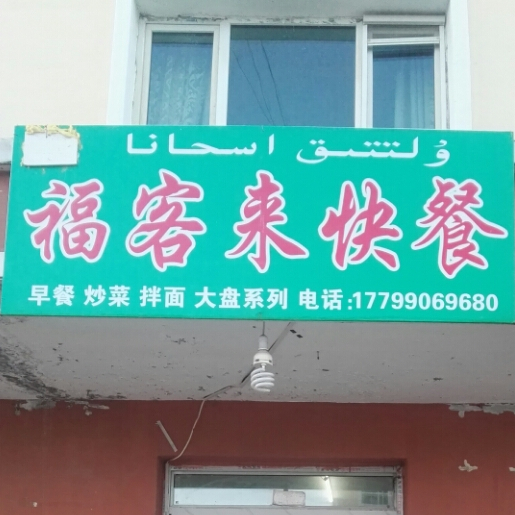 ۇلتتىق اسحانا
福客来快餐
早餐 炒菜 拌面 大盘系列 电话:17799069680